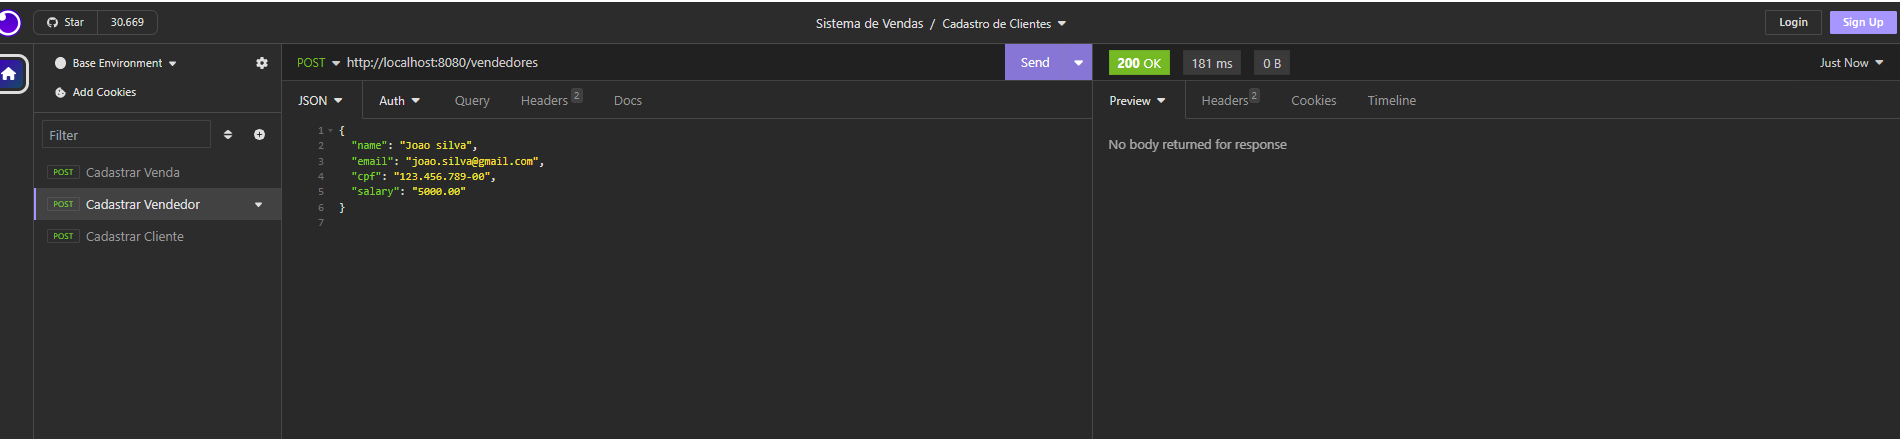 Star 30.669
Sistema de Vendas / Cadastro de Clientes
Login Sign Up
Base Environment
Add Cookies
Filter
POST Cadastrar Venda
POST Cadastrar Vendedor
POST Cadastrar Cliente
POST http://localhost:8080/vendedores Send
JSON Auth Query Headers 2 Docs
1 {
2 "name": "Joao silva",
3 "email": "joao.silva@gmail.com",
4 "cpf": "123.456.789-00",
5 "salary": "5000.00"
6 }
7
200 OK 181 ms 0 B Just Now
Preview Headers 2 Cookies Timeline
No body returned for response